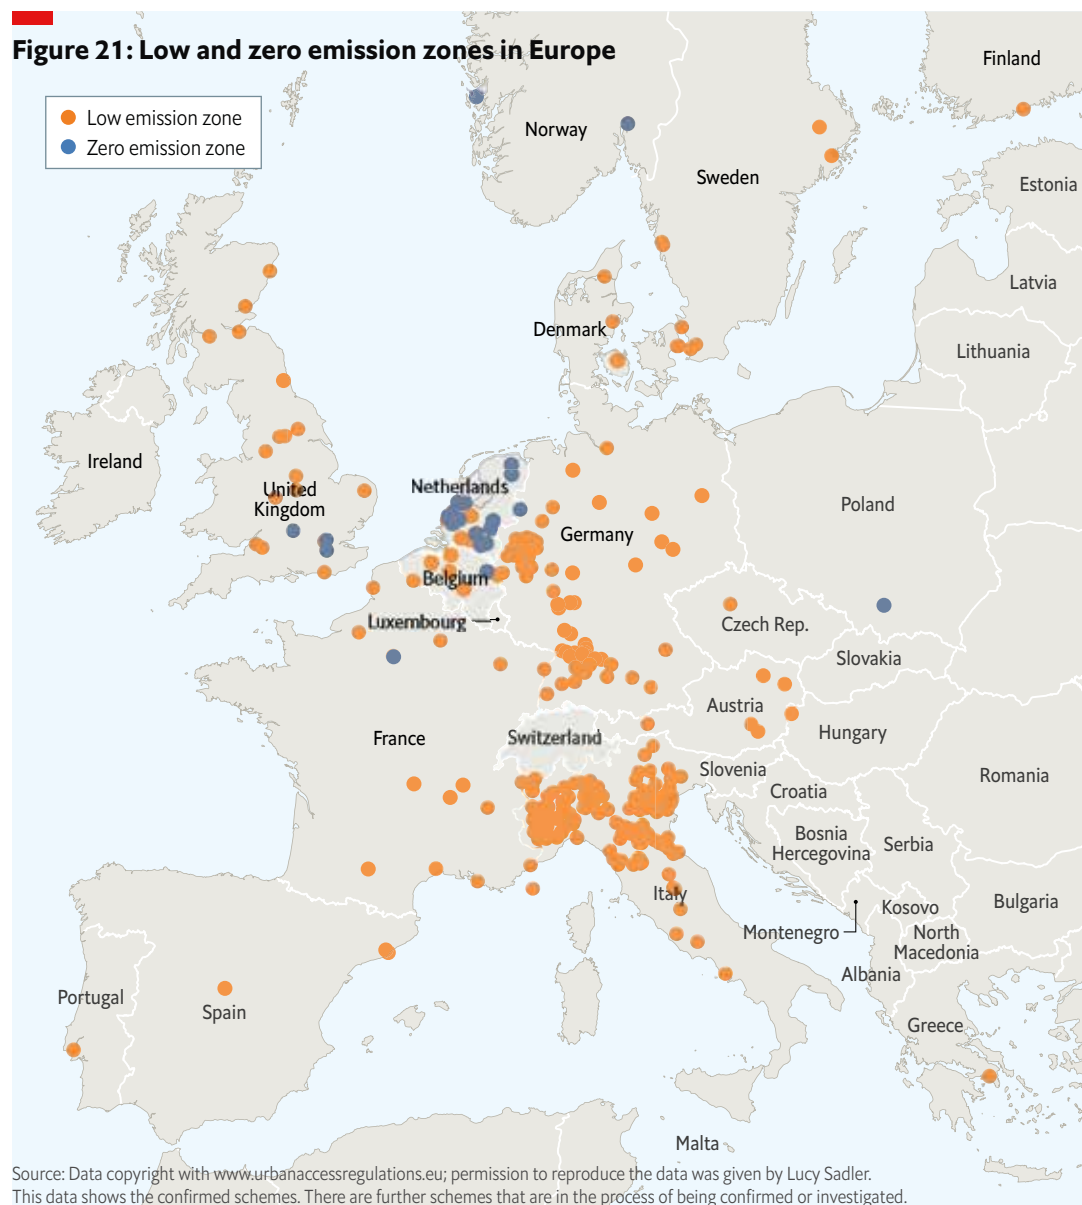 Figure 21: Low and zero emission zones in Europe
Low emission zone
Zero emission zone
Finland
Norway
Sweden
Estonia
Latvia
Denmark
Lithuania
Ireland
United
Kingdom
Netherlands
Poland
Germany
Belgium
Luxembourg
Czech Rep.
Slovakia
Austria
France
Switzerland
Hungary
Slovenia
Romania
Croatia
Bosnia
Hercegovina
Serbia
Italy
Kosovo
Bulgaria
Montenegro
North
Macedonia
Albania
Portugal
Spain
Greece
Malta
Source: Data copyright with www.urbanaccessregulations.eu; permission to reproduce the data was given by Lucy Sadler.
This data shows the confirmed schemes. There are further schemes that are in the process of being confirmed or investigated.